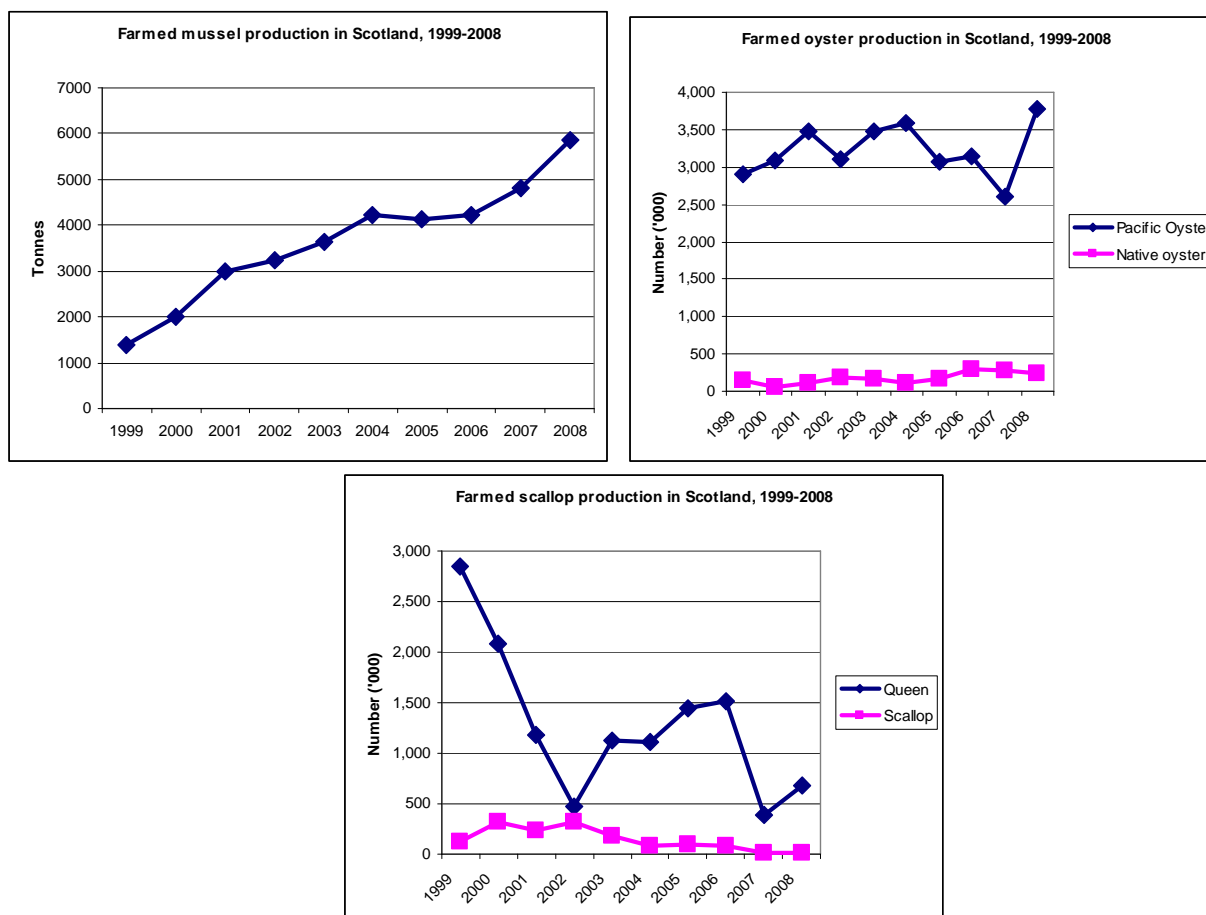 Farmed mussel production in Scotland, 1999-2008
7000
6000
5000
4000
3000
2000
1000
0
Tonnes
1999 2000 2001 2002 2003 2004 2005 2006 2007 2008
Farmed oyster production in Scotland, 1999-2008
4,000
3,500
3,000
2,500
2,000
1,500
1,000
500
0
Number ('000)
1999 2000 2001 2002 2003 2004 2005 2006 2007 2008
Pacific Oyster
Native oyster
Farmed scallop production in Scotland, 1999-2008
3,000
2,500
2,000
1,500
1,000
500
0
Number ('000)
1999 2000 2001 2002 2003 2004 2005 2006 2007 2008
Queen
Scallop